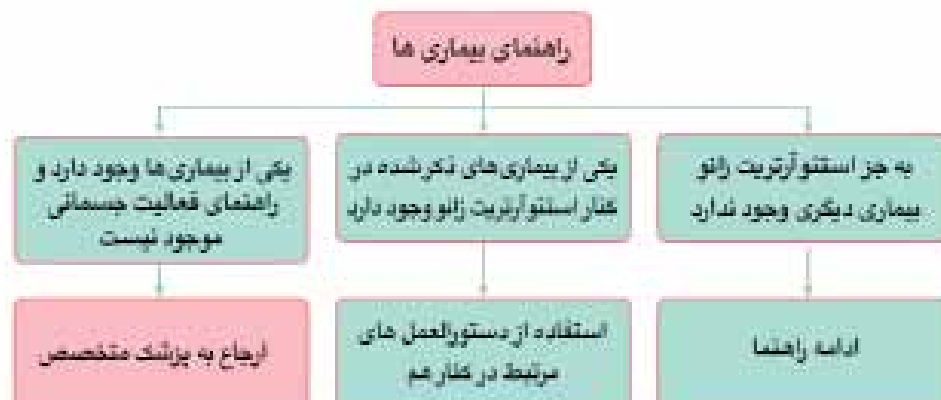 راهنمای بیماری ها
به جز استئوآرتریت زانو
بیماری دیگری وجود ندارد
یکی از بیماری‌های ذکرشده در
کنار استئوآرتریت زانو وجود دارد
یکی از بیماری‌ها وجود دارد و
راهنمای فعالیت جسمانی
موجود نیست
ادامه راهنما
استفاده از دستورالعمل های
مرتبط در کنار هم
ارجاع به پزشک متخصص